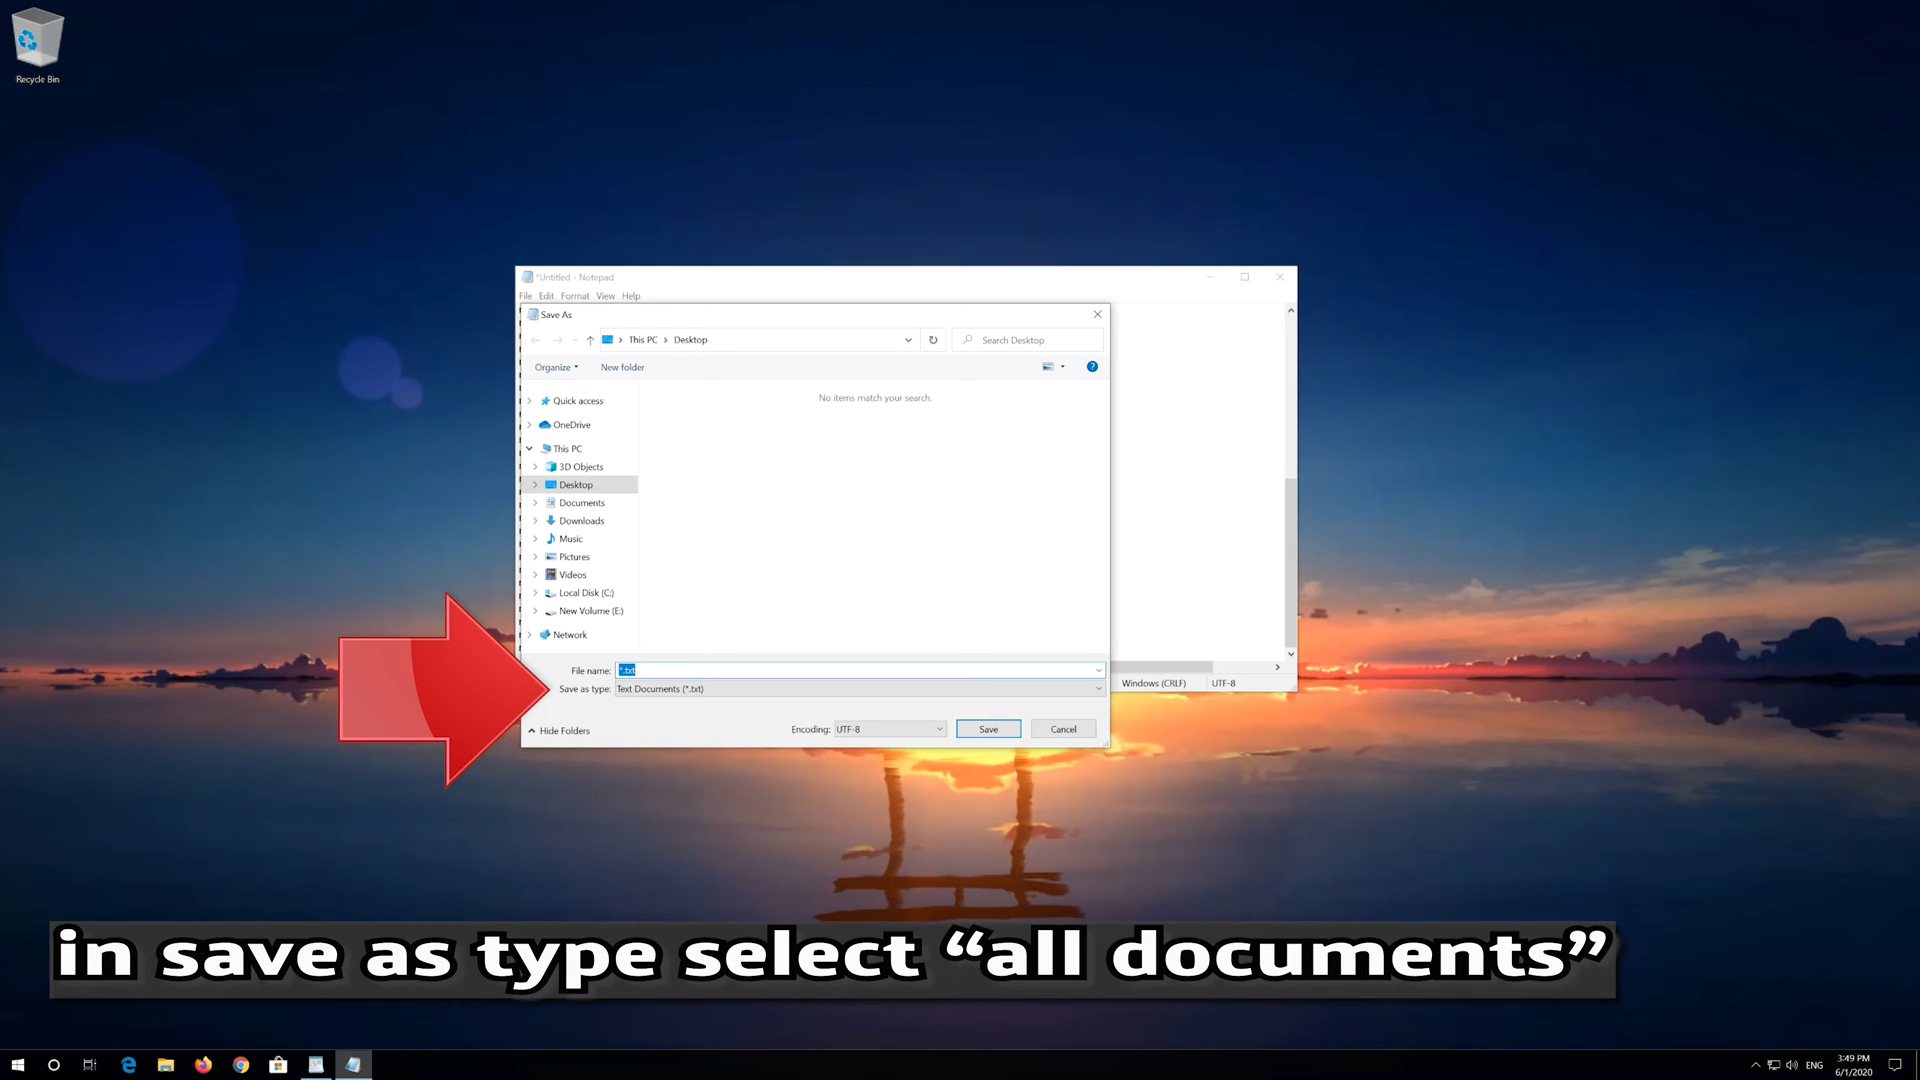 Recycle Bin
*Untitled - Notepad
File Edit Format View Help
Save As
This PC Desktop
Search Desktop
Organize New folder
No items match your search.
Quick access
OneDrive
This PC
3D Objects
Desktop
Documents
Downloads
Music
Pictures
Videos
Local Disk (C:)
New Volume (E:)
Network
File name: *.txt
Save as type: Text Documents (*.txt)
Windows (CRLF) UTF-8
Hide Folders Encoding: UTF-8 Save Cancel
in save as type select “all documents”
ENG
3:49 PM
6/1/2020